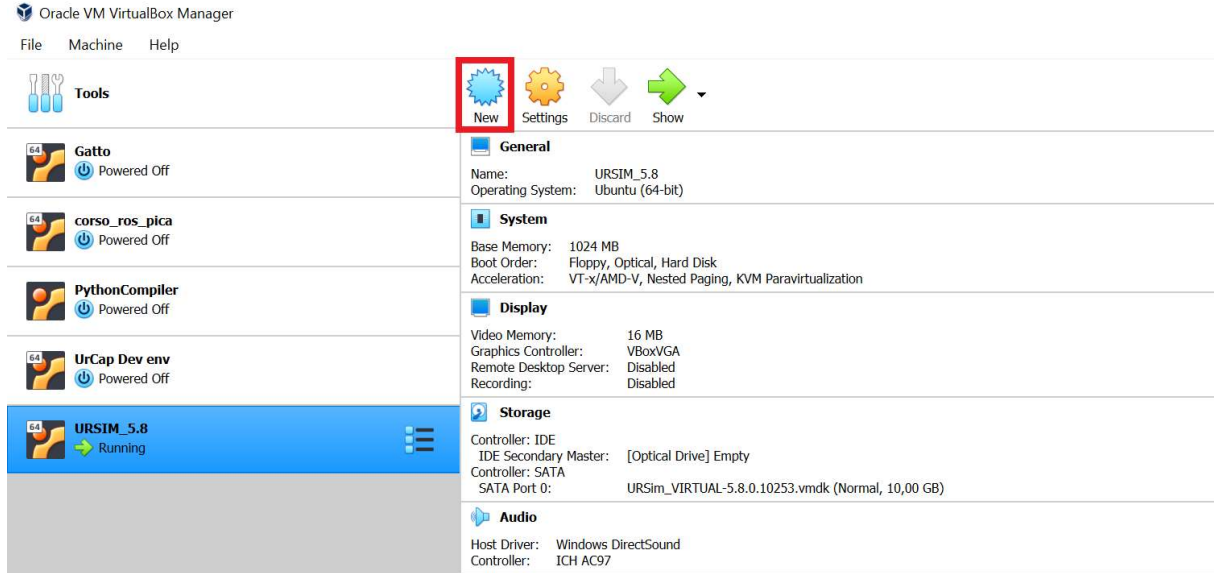 Oracle VM VirtualBox Manager
File Machine Help
Tools
New Settings Discard Show
64
Gatto
Powered Off
64
corso_ros_pica
Powered Off
PythonCompiler
Powered Off
64
UrCap Dev env
Powered Off
64
URSIM_5.8
Running
General
Name: URSIM_5.8
Operating System: Ubuntu (64-bit)
System
Base Memory: 1024 MB
Boot Order: Floppy, Optical, Hard Disk
Acceleration: VT-x/AMD-V, Nested Paging, KVM Paravirtualization
Display
Video Memory: 16 MB
Graphics Controller: VBoxVGA
Remote Desktop Server: Disabled
Recording: Disabled
Storage
Controller: IDE
IDE Secondary Master: [Optical Drive] Empty
Controller: SATA
SATA Port 0: URSim_VIRTUAL-5.8.0.10253.vmdk (Normal, 10,00 GB)
Audio
Host Driver: Windows DirectSound
Controller: ICH AC97